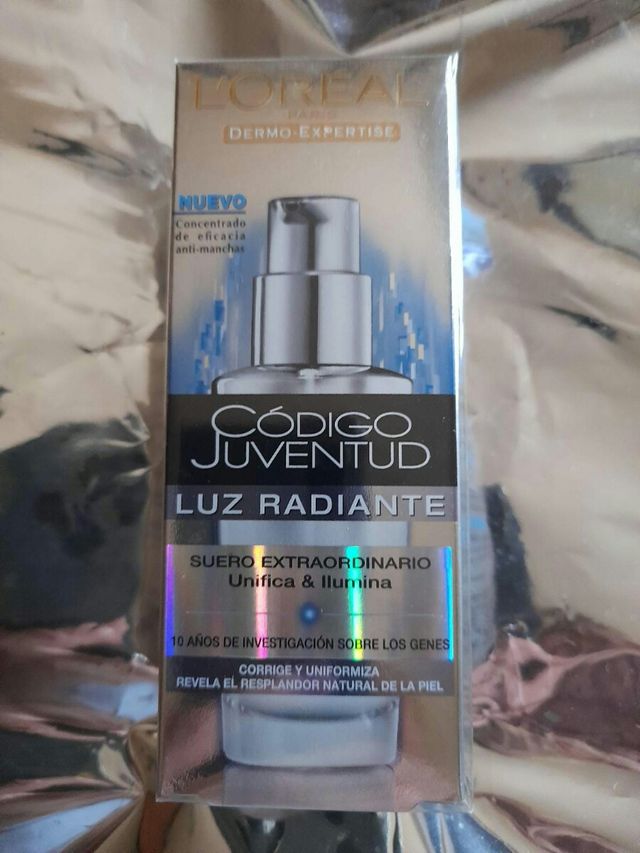 L'ORÉAL
PARIS
DERMO-EXPERTISE
NUEVO
Concentrado
de eficacia
anti-manchas
CÓDIGO
JUVENTUD
LUZ RADIANTE
SUERO EXTRAORDINARIO
Unifica & Ilumina
10 AÑOS DE INVESTIGACIÓN SOBRE LOS GENES
CORRIGE Y UNIFORMIZA
REVELA EL RESPLANDOR NATURAL DE LA PIEL